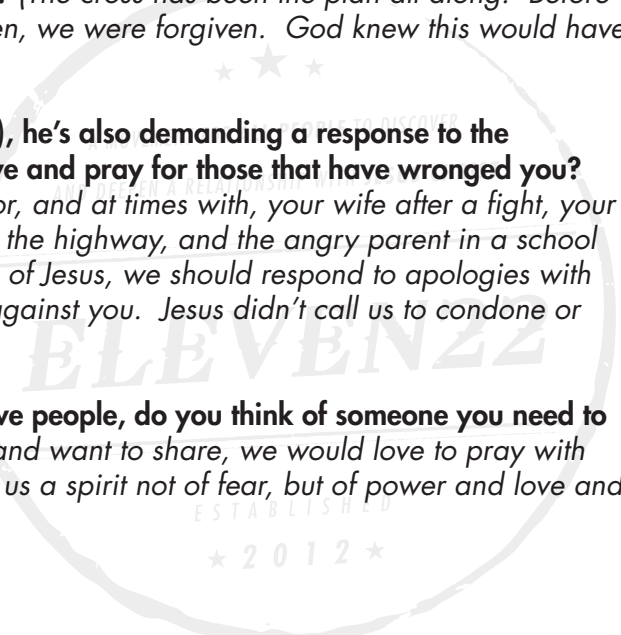 (The cross has been the plan all along. Before
en, we were forgiven. God knew this would have
), he's also demanding a response to the
ve and pray for those that have wronged you?
or, and at times with, your wife after a fight, your
the highway, and the angry parent in a school
of Jesus, we should respond to apologies with
against you. Jesus didn't call us to condone or
ELEVEN22
ve people, do you think of someone you need to
and want to share, we would love to pray with
us a spirit not of fear, but of power and love and
ESTABLISHED
★ 2012 ★